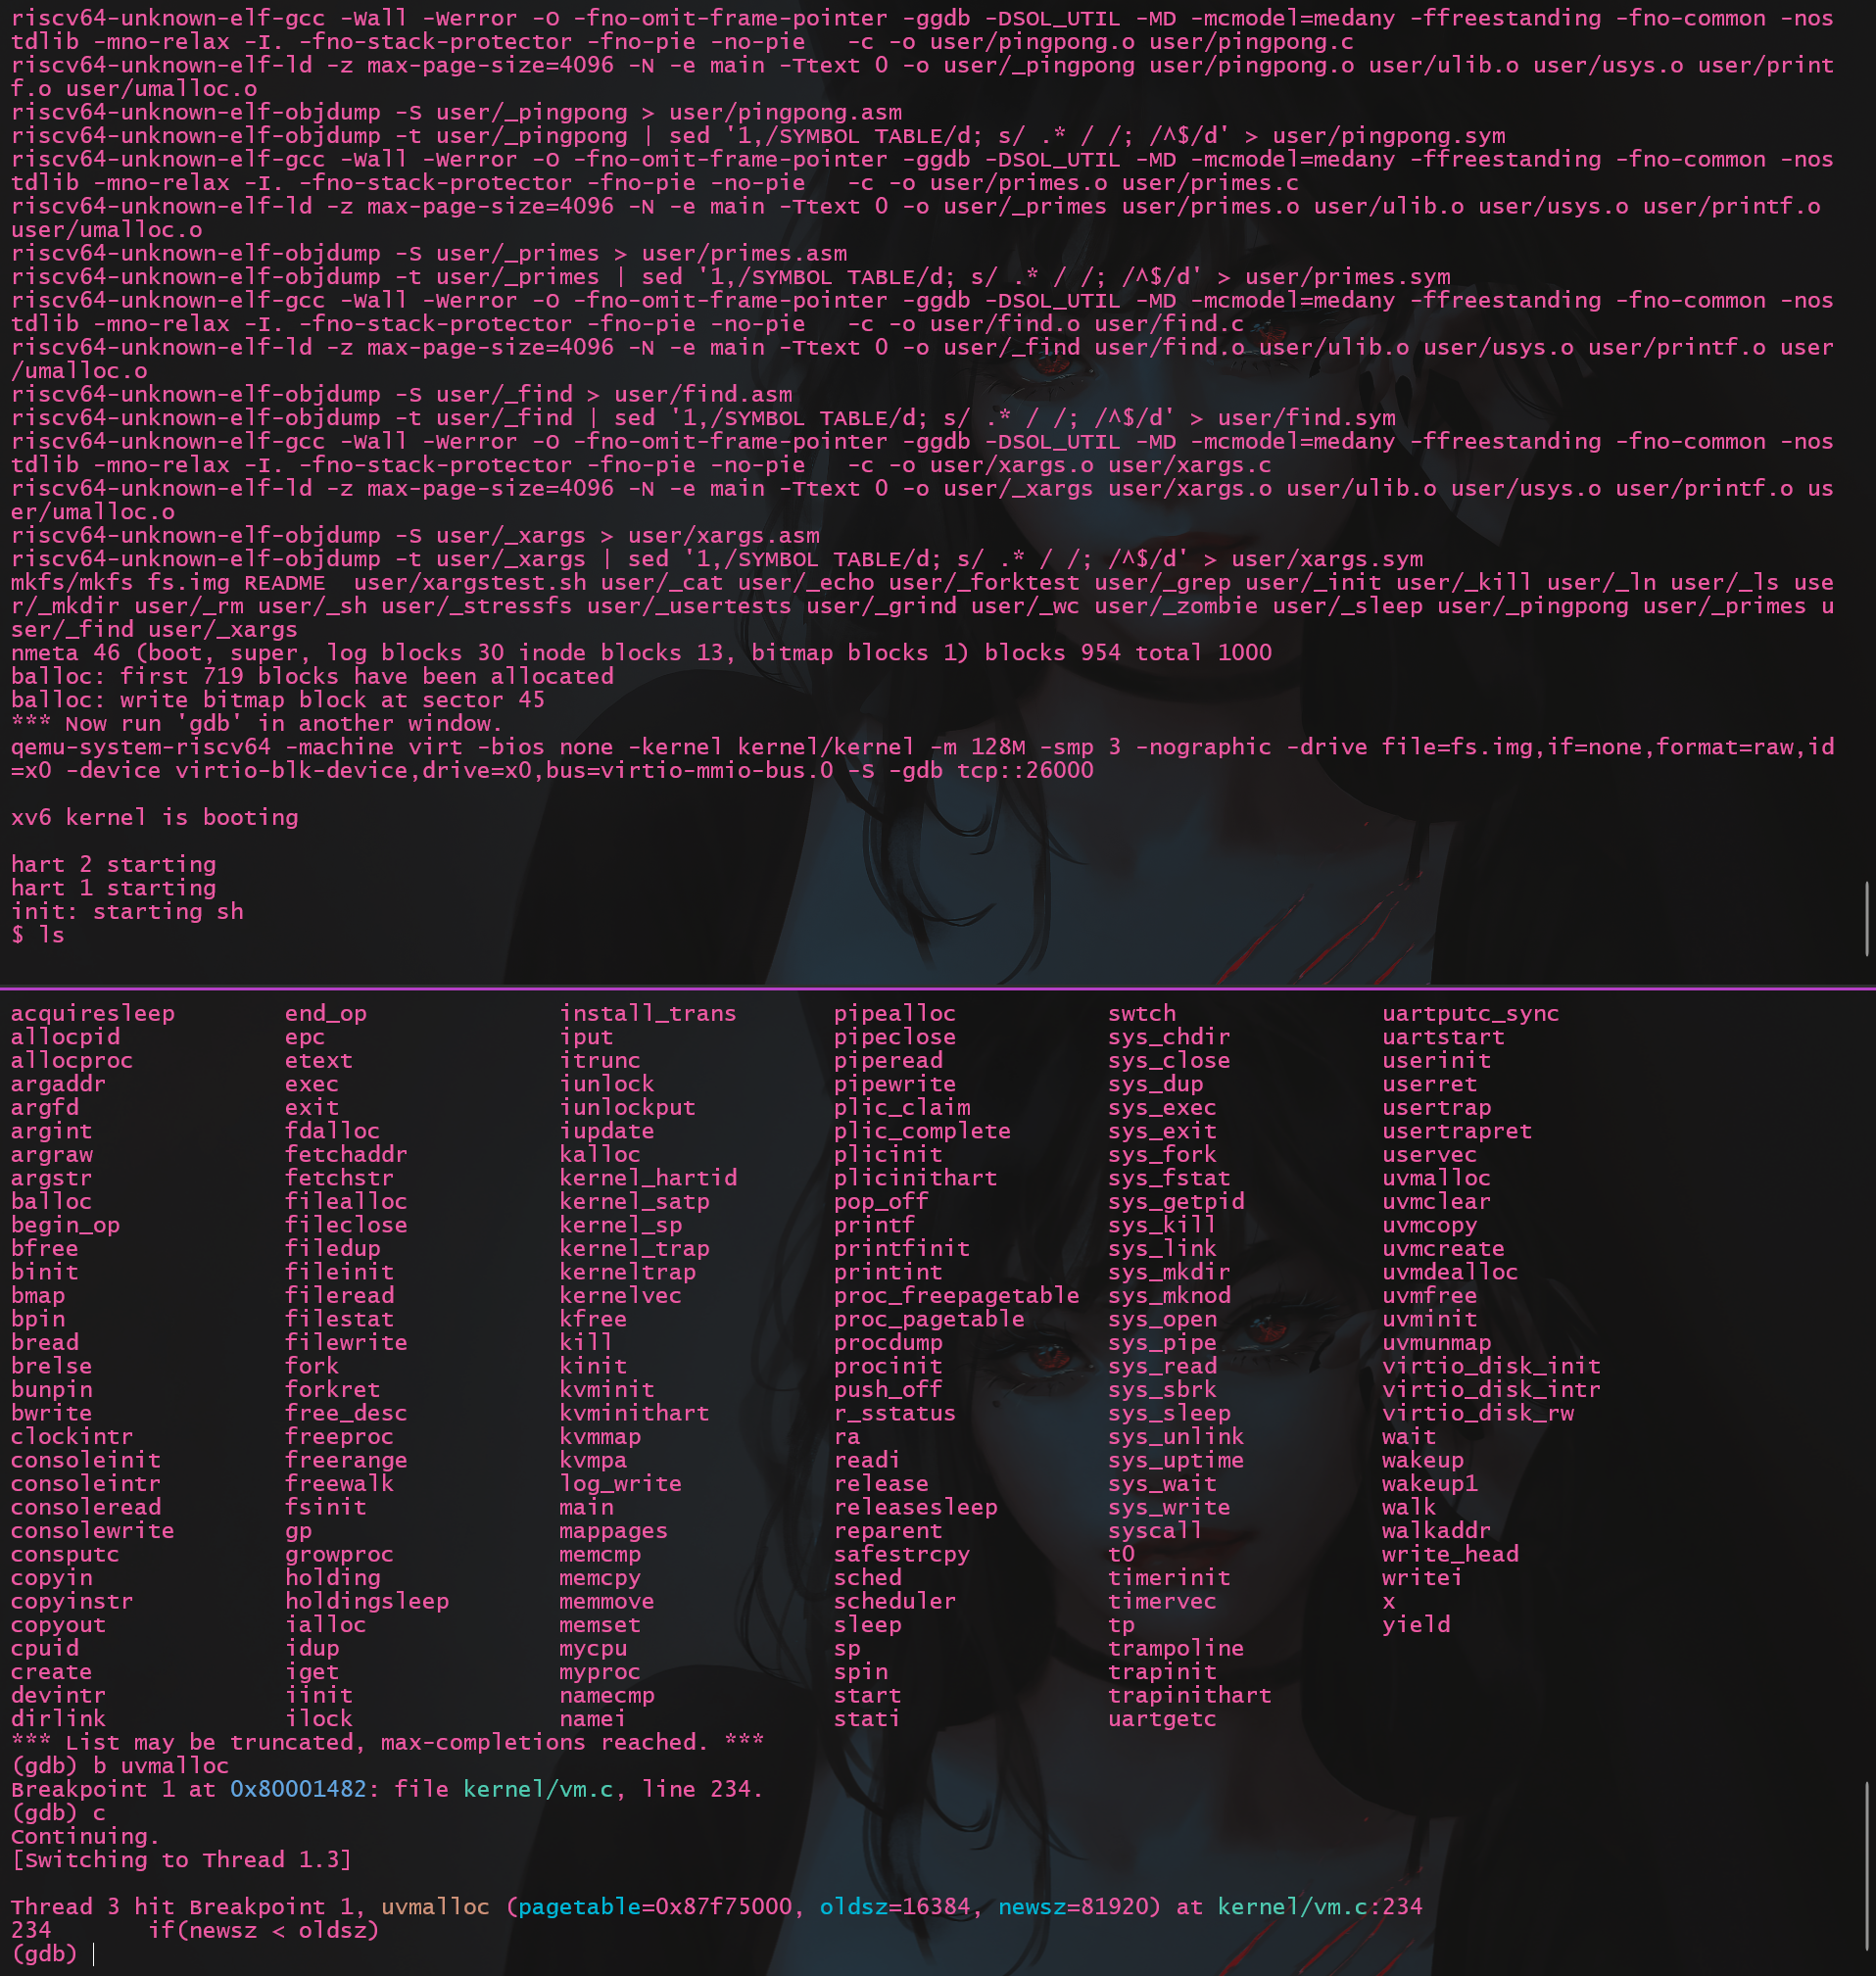 riscv64-unknown-elf-gcc -Wall -Werror -O -fno-omit-frame-pointer -ggdb -DSOL_UTIL -MD -mcmodel=medany -ffreestanding -fno-common -nos
tdlib -mno-relax -I. -fno-stack-protector -fno-pie -no-pie   -c -o user/pingpong.o user/pingpong.c
riscv64-unknown-elf-ld -z max-page-size=4096 -N -e main -Ttext 0 -o user/_pingpong user/pingpong.o user/ulib.o user/usys.o user/print
f.o user/umalloc.o
riscv64-unknown-elf-objdump -S user/_pingpong > user/pingpong.asm
riscv64-unknown-elf-objdump -t user/_pingpong | sed '1,/SYMBOL TABLE/d; s/ .* / /; /^$/d' > user/pingpong.sym
riscv64-unknown-elf-gcc -Wall -Werror -O -fno-omit-frame-pointer -ggdb -DSOL_UTIL -MD -mcmodel=medany -ffreestanding -fno-common -nos
tdlib -mno-relax -I. -fno-stack-protector -fno-pie -no-pie   -c -o user/primes.o user/primes.c
riscv64-unknown-elf-ld -z max-page-size=4096 -N -e main -Ttext 0 -o user/_primes user/primes.o user/ulib.o user/usys.o user/printf.o
user/umalloc.o
riscv64-unknown-elf-objdump -S user/_primes > user/primes.asm
riscv64-unknown-elf-objdump -t user/_primes | sed '1,/SYMBOL TABLE/d; s/ .* / /; /^$/d' > user/primes.sym
riscv64-unknown-elf-gcc -Wall -Werror -O -fno-omit-frame-pointer -ggdb -DSOL_UTIL -MD -mcmodel=medany -ffreestanding -fno-common -nos
tdlib -mno-relax -I. -fno-stack-protector -fno-pie -no-pie   -c -o user/find.o user/find.c
riscv64-unknown-elf-ld -z max-page-size=4096 -N -e main -Ttext 0 -o user/_find user/find.o user/ulib.o user/usys.o user/printf.o user
/umalloc.o
riscv64-unknown-elf-objdump -S user/_find > user/find.asm
riscv64-unknown-elf-objdump -t user/_find | sed '1,/SYMBOL TABLE/d; s/ .* / /; /^$/d' > user/find.sym
riscv64-unknown-elf-gcc -Wall -Werror -O -fno-omit-frame-pointer -ggdb -DSOL_UTIL -MD -mcmodel=medany -ffreestanding -fno-common -nos
tdlib -mno-relax -I. -fno-stack-protector -fno-pie -no-pie   -c -o user/xargs.o user/xargs.c
riscv64-unknown-elf-ld -z max-page-size=4096 -N -e main -Ttext 0 -o user/_xargs user/xargs.o user/ulib.o user/usys.o user/printf.o us
er/umalloc.o
riscv64-unknown-elf-objdump -S user/_xargs > user/xargs.asm
riscv64-unknown-elf-objdump -t user/_xargs | sed '1,/SYMBOL TABLE/d; s/ .* / /; /^$/d' > user/xargs.sym
mkfs/mkfs fs.img README  user/xargstest.sh user/_cat user/_echo user/_forktest user/_grep user/_init user/_kill user/_ln user/_ls use
r/_mkdir user/_rm user/_sh user/_stressfs user/_usertests user/_grind user/_wc user/_zombie user/_sleep user/_pingpong user/_primes u
ser/_find user/_xargs
nmeta 46 (boot, super, log blocks 30 inode blocks 13, bitmap blocks 1) blocks 954 total 1000
balloc: first 719 blocks have been allocated
balloc: write bitmap block at sector 45
*** Now run 'gdb' in another window.
qemu-system-riscv64 -machine virt -bios none -kernel kernel/kernel -m 128M -smp 3 -nographic -drive file=fs.img,if=none,format=raw,id
=x0 -device virtio-blk-device,drive=x0,bus=virtio-mmio-bus.0 -S -gdb tcp::26000
xv6 kernel is booting
hart 2 starting
hart 1 starting
init: starting sh
$ ls
acquiresleep end_op install_trans pipealloc swtch uartputc_sync
allocpid epc iput pipeclose sys_chdir uartstart
allocproc etext itrunc piperead sys_close userinit
argaddr exec iunlock pipewrite sys_dup userret
argfd exit iunlockput plic_claim sys_exec usertrap
argint fdalloc iupdate plic_complete sys_exit usertrapret
argraw fetchaddr kalloc plicinit sys_fork uservec
argstr fetchstr kernel_hartid plicinithart sys_fstat uvmalloc
balloc filealloc kernel_satp pop_off sys_getpid uvmclear
begin_op fileclose kernel_sp printf sys_kill uvmcopy
bfree filedup kernel_trap printfinit sys_link uvmcreate
binit fileinit kerneltrap printint sys_mkdir uvmdealloc
bmap fileread kernelvec proc_freepagetable sys_mknod uvmfree
bpin filestat kfree proc_pagetable sys_open uvminit
bread filewrite kill procdump sys_pipe uvmunmap
brelse fork kinit procinit sys_read virtio_disk_init
bunpin forkret kvminit push_off sys_sbrk virtio_disk_intr
bwrite free_desc kvminithart r_sstatus sys_sleep virtio_disk_rw
clockintr freeproc kvmmap ra sys_unlink wait
consoleinit freerange kvmpa readi sys_uptime wakeup
consoleintr freewalk log_write release sys_wait wakeup1
consoleread fsinit main releasesleep sys_write walk
consolewrite gp mappages reparent syscall walkaddr
consputc growproc memcmp safestrcpy t0 write_head
copyin holding memcpy sched timerinit writei
copyinstr holdingsleep memmove scheduler timervec x
copyout ialloc memset sleep tp yield
cpuid idup mycpu sp trampoline
create iget myproc spin trapinit
devintr iinit namecmp start trapinithart
dirlink ilock namei stati uartgetc
*** List may be truncated, max-completions reached. ***
(gdb) b uvmalloc
Breakpoint 1 at 0x80001482: file kernel/vm.c, line 234.
(gdb) c
Continuing.
[Switching to Thread 1.3]
Thread 3 hit Breakpoint 1, uvmalloc (pagetable=0x87f75000, oldsz=16384, newsz=81920) at kernel/vm.c:234
234       if(newsz < oldsz)
(gdb)